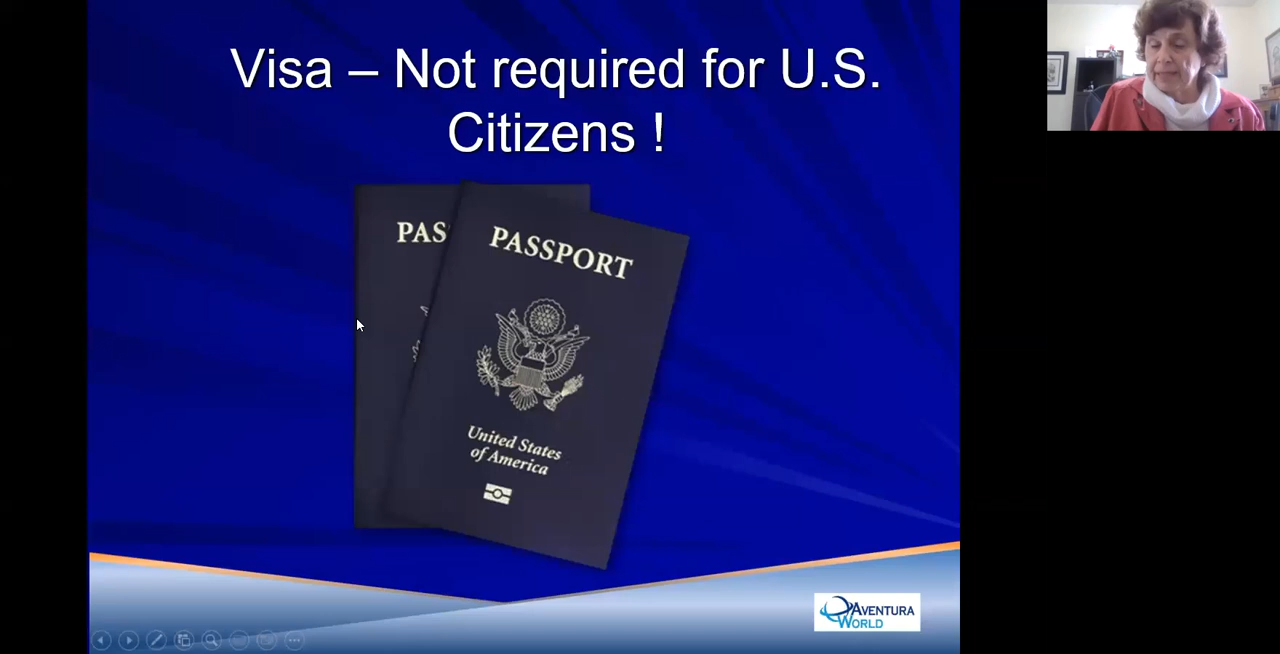 Visa – Not required for U.S.
Citizens !
PAS
PASSPORT
United States
of America
AVENTURA
WORLD